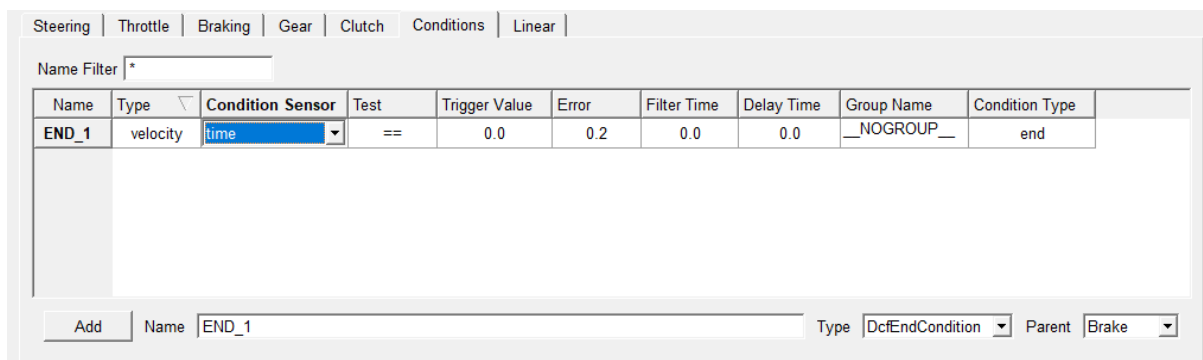 Steering Throttle Braking Gear Clutch Conditions Linear
Name Filter *
Name Type Condition Sensor Test Trigger Value Error Filter Time Delay Time Group Name Condition Type
END_1 velocity time == 0.0 0.2 0.0 0.0 __NOGROUP__ end
Add Name END_1 Type DcfEndCondition Parent Brake